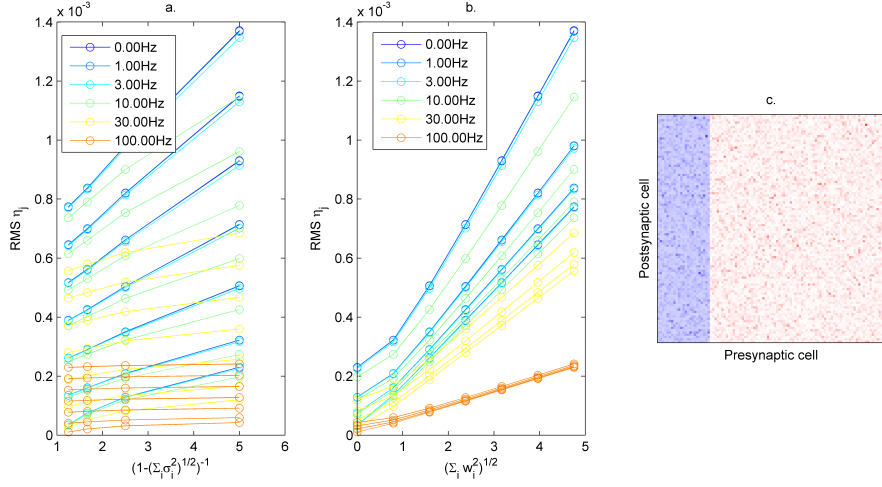 a.
x 10^-3
1.4
1.2
1
0.8
0.6
0.4
0.2
0
1 2 3 4 5 6
RMS η_j
(1-(Σ_iσ_i^2)^1/2)^-1
0.00Hz
1.00Hz
3.00Hz
10.00Hz
30.00Hz
100.00Hz
b.
x 10^-3
1.4
1.2
1
0.8
0.6
0.4
0.2
0
0 1 2 3 4 5
RMS η_j
(Σ_i w_i^2)^1/2
0.00Hz
1.00Hz
3.00Hz
10.00Hz
30.00Hz
100.00Hz
c.
Postsynaptic cell
Presynaptic cell